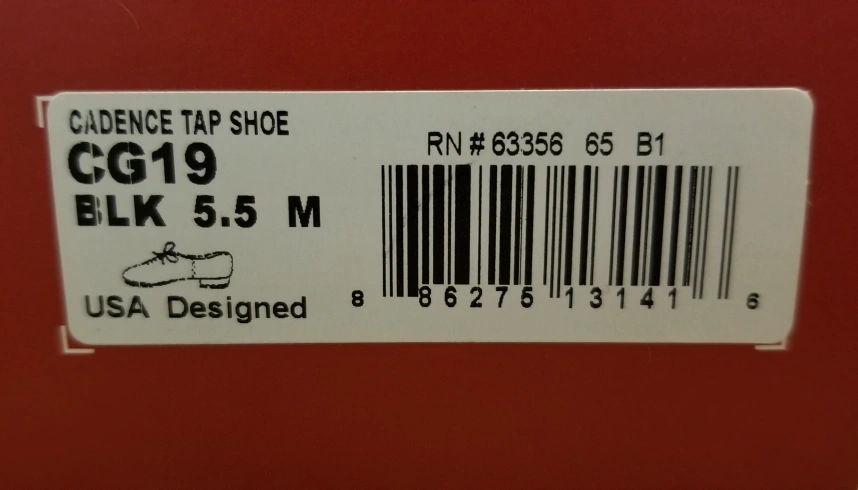 CADENCE TAP SHOE
CG19
BLK 5.5 M
USA Designed
RN # 63356 65 B1
8 86275 13141 6